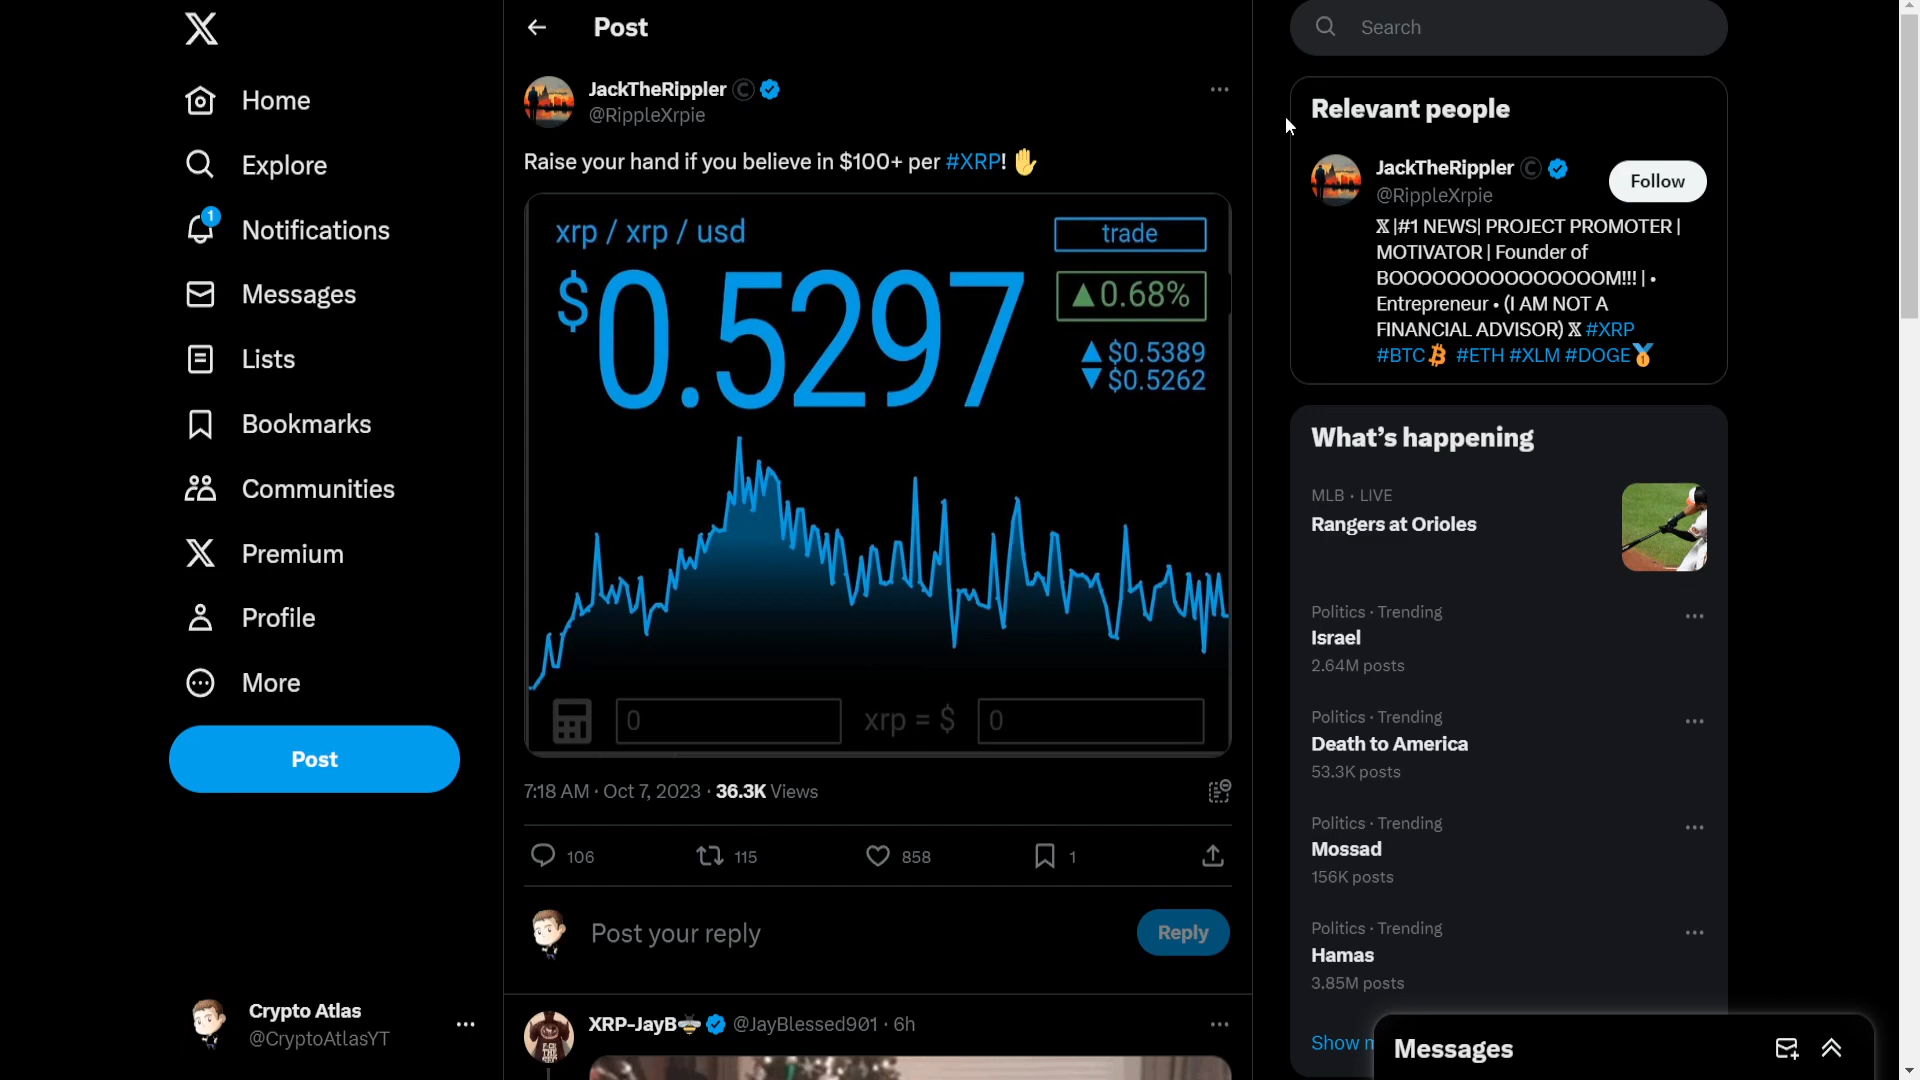 Home
Explore
1
Notifications
Messages
Lists
Bookmarks
Communities
Premium
Profile
More
Post
Crypto Atlas
@CryptoAtlasYT
Post
JackTheRippler ©
@RippleXrpie
Raise your hand if you believe in $100+ per #XRP! ✋
xrp / xrp / usd
trade
$0.5297
▲0.68%
▲ $0.5389
▼ $0.5262
0 xrp = $ 0
7:18 AM · Oct 7, 2023 · 36.3K Views
106 115 858 1
Post your reply
Reply
XRP-JayB🐝 @JayBlessed901 · 6h
Search
Relevant people
JackTheRippler ©
@RippleXrpie
Follow
𝕏 |#1 NEWS| PROJECT PROMOTER |
MOTIVATOR | Founder of
BOOOOOOOOOOOOOOOM!!! | •
Entrepreneur • (I AM NOT A
FINANCIAL ADVISOR) 𝕏 #XRP
#BTC #ETH #XLM #DOGE🥇
What's happening
MLB · LIVE
Rangers at Orioles
Politics · Trending
Israel
2.64M posts
Politics · Trending
Death to America
53.3K posts
Politics · Trending
Mossad
156K posts
Politics · Trending
Hamas
3.85M posts
Show
Messages